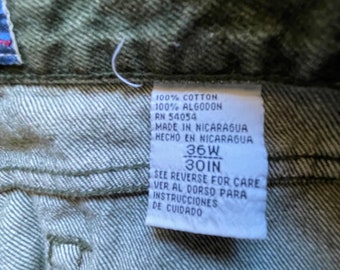 100% COTTON
100% ALGODON
RN 54054
MADE IN NICARAGUA
HECHO EN NICARAGUA
36W
30IN
SEE REVERSE FOR CARE
VER AL DORSO PARA
INSTRUCCIONES
DE CUIDADO